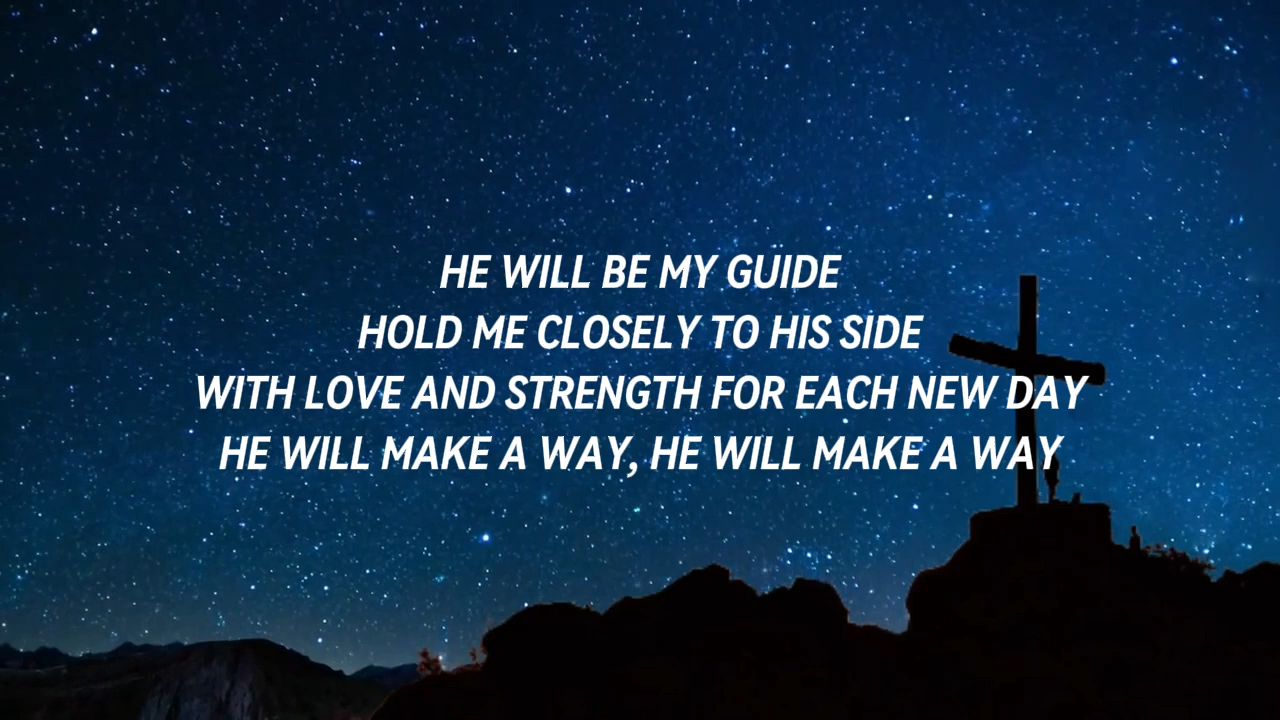 HE WILL BE MY GUIDE
HOLD ME CLOSELY TO HIS SIDE
WITH LOVE AND STRENGTH FOR EACH NEW DAY
HE WILL MAKE A WAY, HE WILL MAKE A WAY